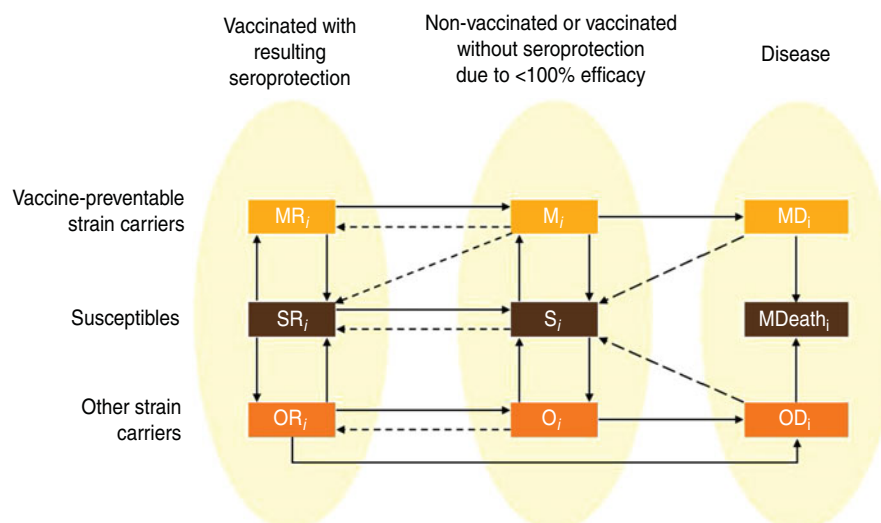 Vaccinated with
resulting
seroprotection
Non-vaccinated or vaccinated
without seroprotection
due to <100% efficacy
Disease
Vaccine-preventable
strain carriers
MRᵢ
Mᵢ
MDᵢ
Susceptibles
SRᵢ
Sᵢ
MDeathᵢ
Other strain
carriers
ORᵢ
Oᵢ
ODᵢ